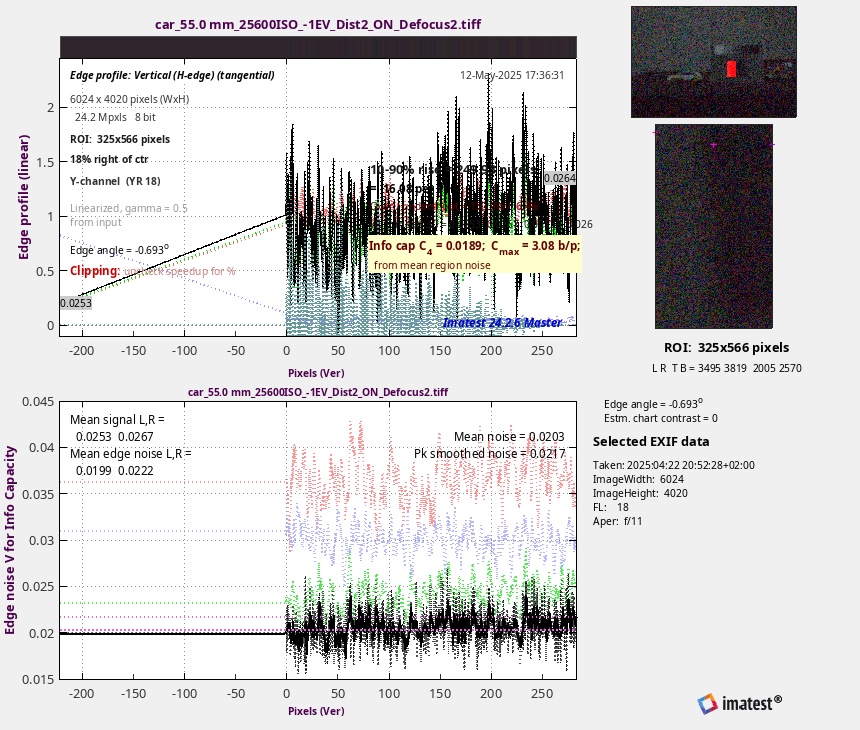 car_55.0 mm_25600ISO_-1EV_Dist2_ON_Defocus2.tiff
Edge profile: Vertical (H-edge) (tangential)
12-May-2025 17:36:31
6024 x 4020 pixels (WxH)
24.2 Mpxls 8 bit
ROI: 325x566 pixels
18% right of ctr
Y-channel (YR 18)
Linearized, gamma = 0.5
from input
Edge angle = -0.693o
Clipping: uncheck speedup for %
0.0253
10-90% rise
0.0264
Info cap C4 = 0.0189; Cmax = 3.08 b/p;
from mean region noise
Imatest 24.2.6 Master
Edge profile (linear)
2
1.5
1
0.5
0
-200 -150 -100 -50 0 50 100 150 200 250
Pixels (Ver)
ROI: 325x566 pixels
L R T B = 3495 3819 2005 2570
car_55.0 mm_25600ISO_-1EV_Dist2_ON_Defocus2.tiff
Mean signal L,R =
0.0253 0.0267
Mean edge noise L,R =
0.0199 0.0222
Mean noise = 0.0203
Pk smoothed noise = 0.0217
Edge noise V for Info Capacity
0.045
0.04
0.035
0.03
0.025
0.02
0.015
-200 -150 -100 -50 0 50 100 150 200 250
Pixels (Ver)
Edge angle = -0.693o
Estm. chart contrast = 0
Selected EXIF data
Taken: 2025:04:22 20:52:28+02:00
ImageWidth: 6024
ImageHeight: 4020
FL: 18
Aper: f/11
imatest®